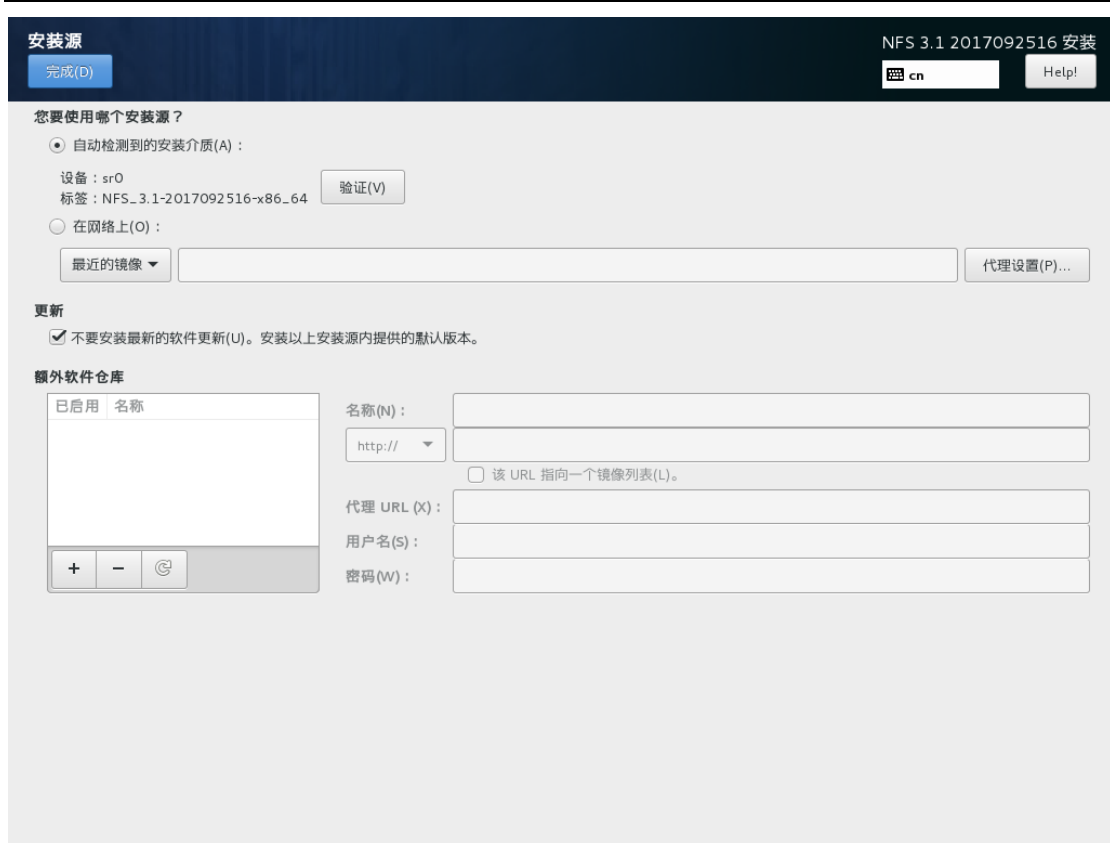 安装源
NFS 3.1 2017092516 安装
完成(D)
cn
Help!
您要使用哪个安装源？
自动检测到的安装介质(A)：
设备：sr0
标签：NFS_3.1-2017092516-x86_64
验证(V)
在网络上(O)：
最近的镜像
代理设置(P)...
更新
不要安装最新的软件更新(U)。安装以上安装源内提供的默认版本。
额外软件仓库
已启用 名称
名称(N)：
http://
该 URL 指向一个镜像列表(L)。
代理 URL (X)：
用户名(S)：
密码(W)：